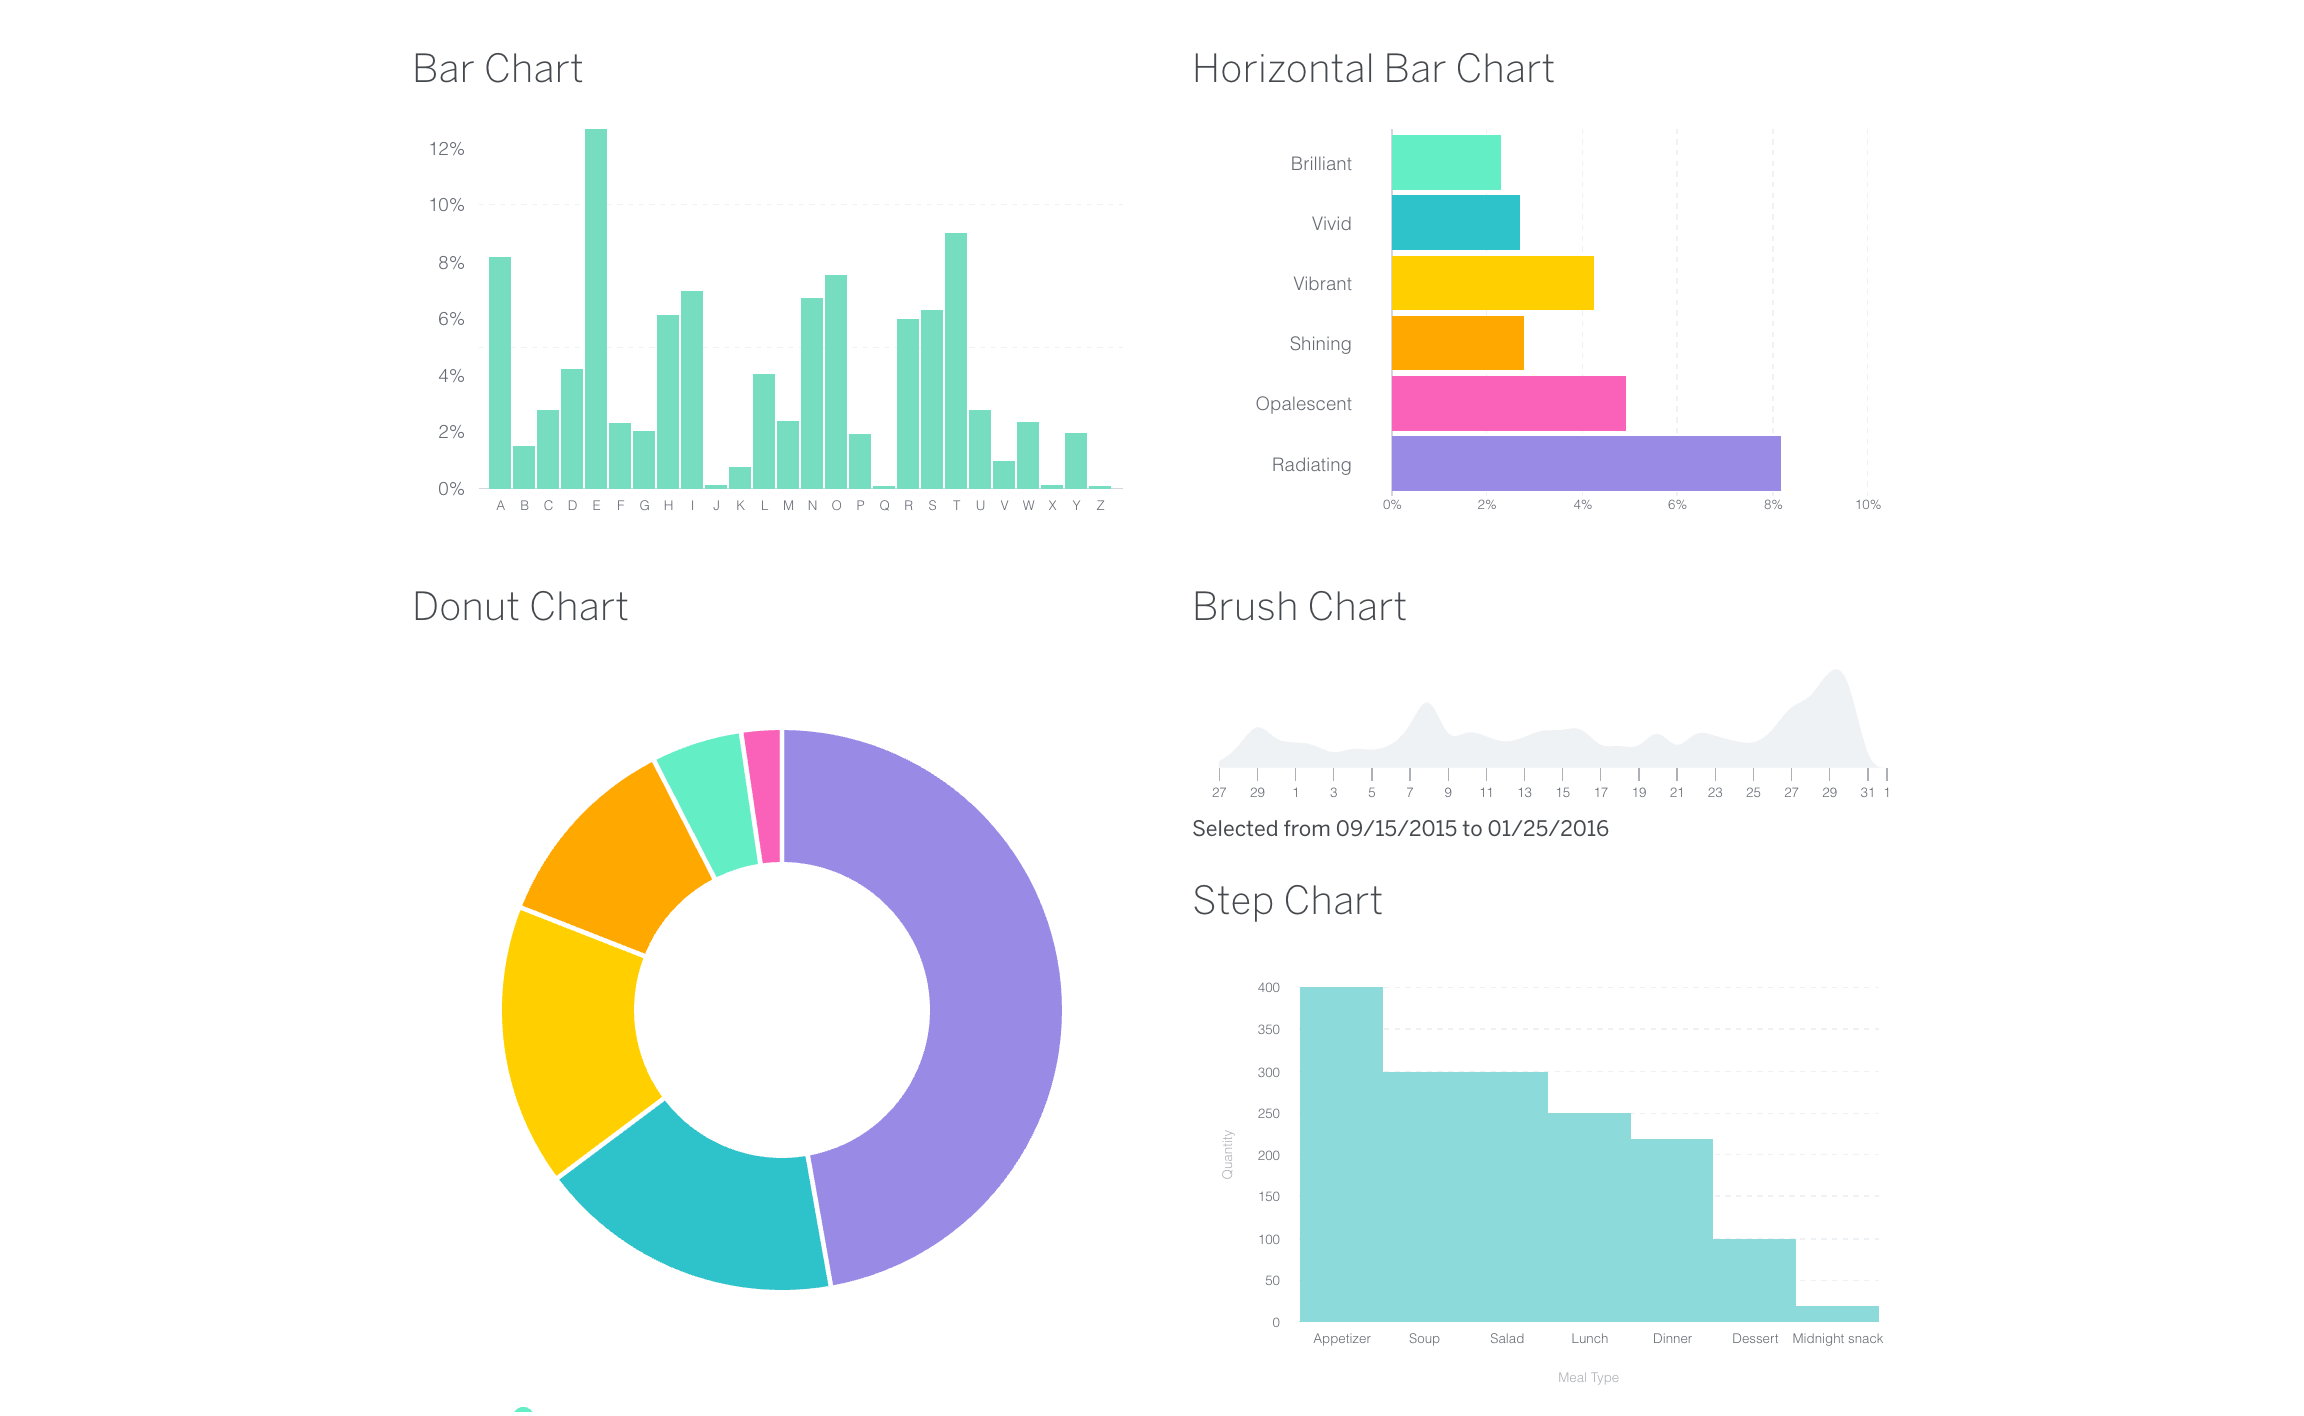 Bar Chart
12%
10%
8%
6%
4%
2%
0%
A B C D E F G H I J K L M N O P Q R S T U V W X Y Z
Horizontal Bar Chart
Brilliant
Vivid
Vibrant
Shining
Opalescent
Radiating
0% 2% 4% 6% 8% 10%
Donut Chart
Brush Chart
27 29 1 3 5 7 9 11 13 15 17 19 21 23 25 27 29 31 1
Selected from 09/15/2015 to 01/25/2016
Step Chart
400
350
300
250
200
150
100
50
0
Quantity
Appetizer Soup Salad Lunch Dinner Dessert Midnight snack
Meal Type